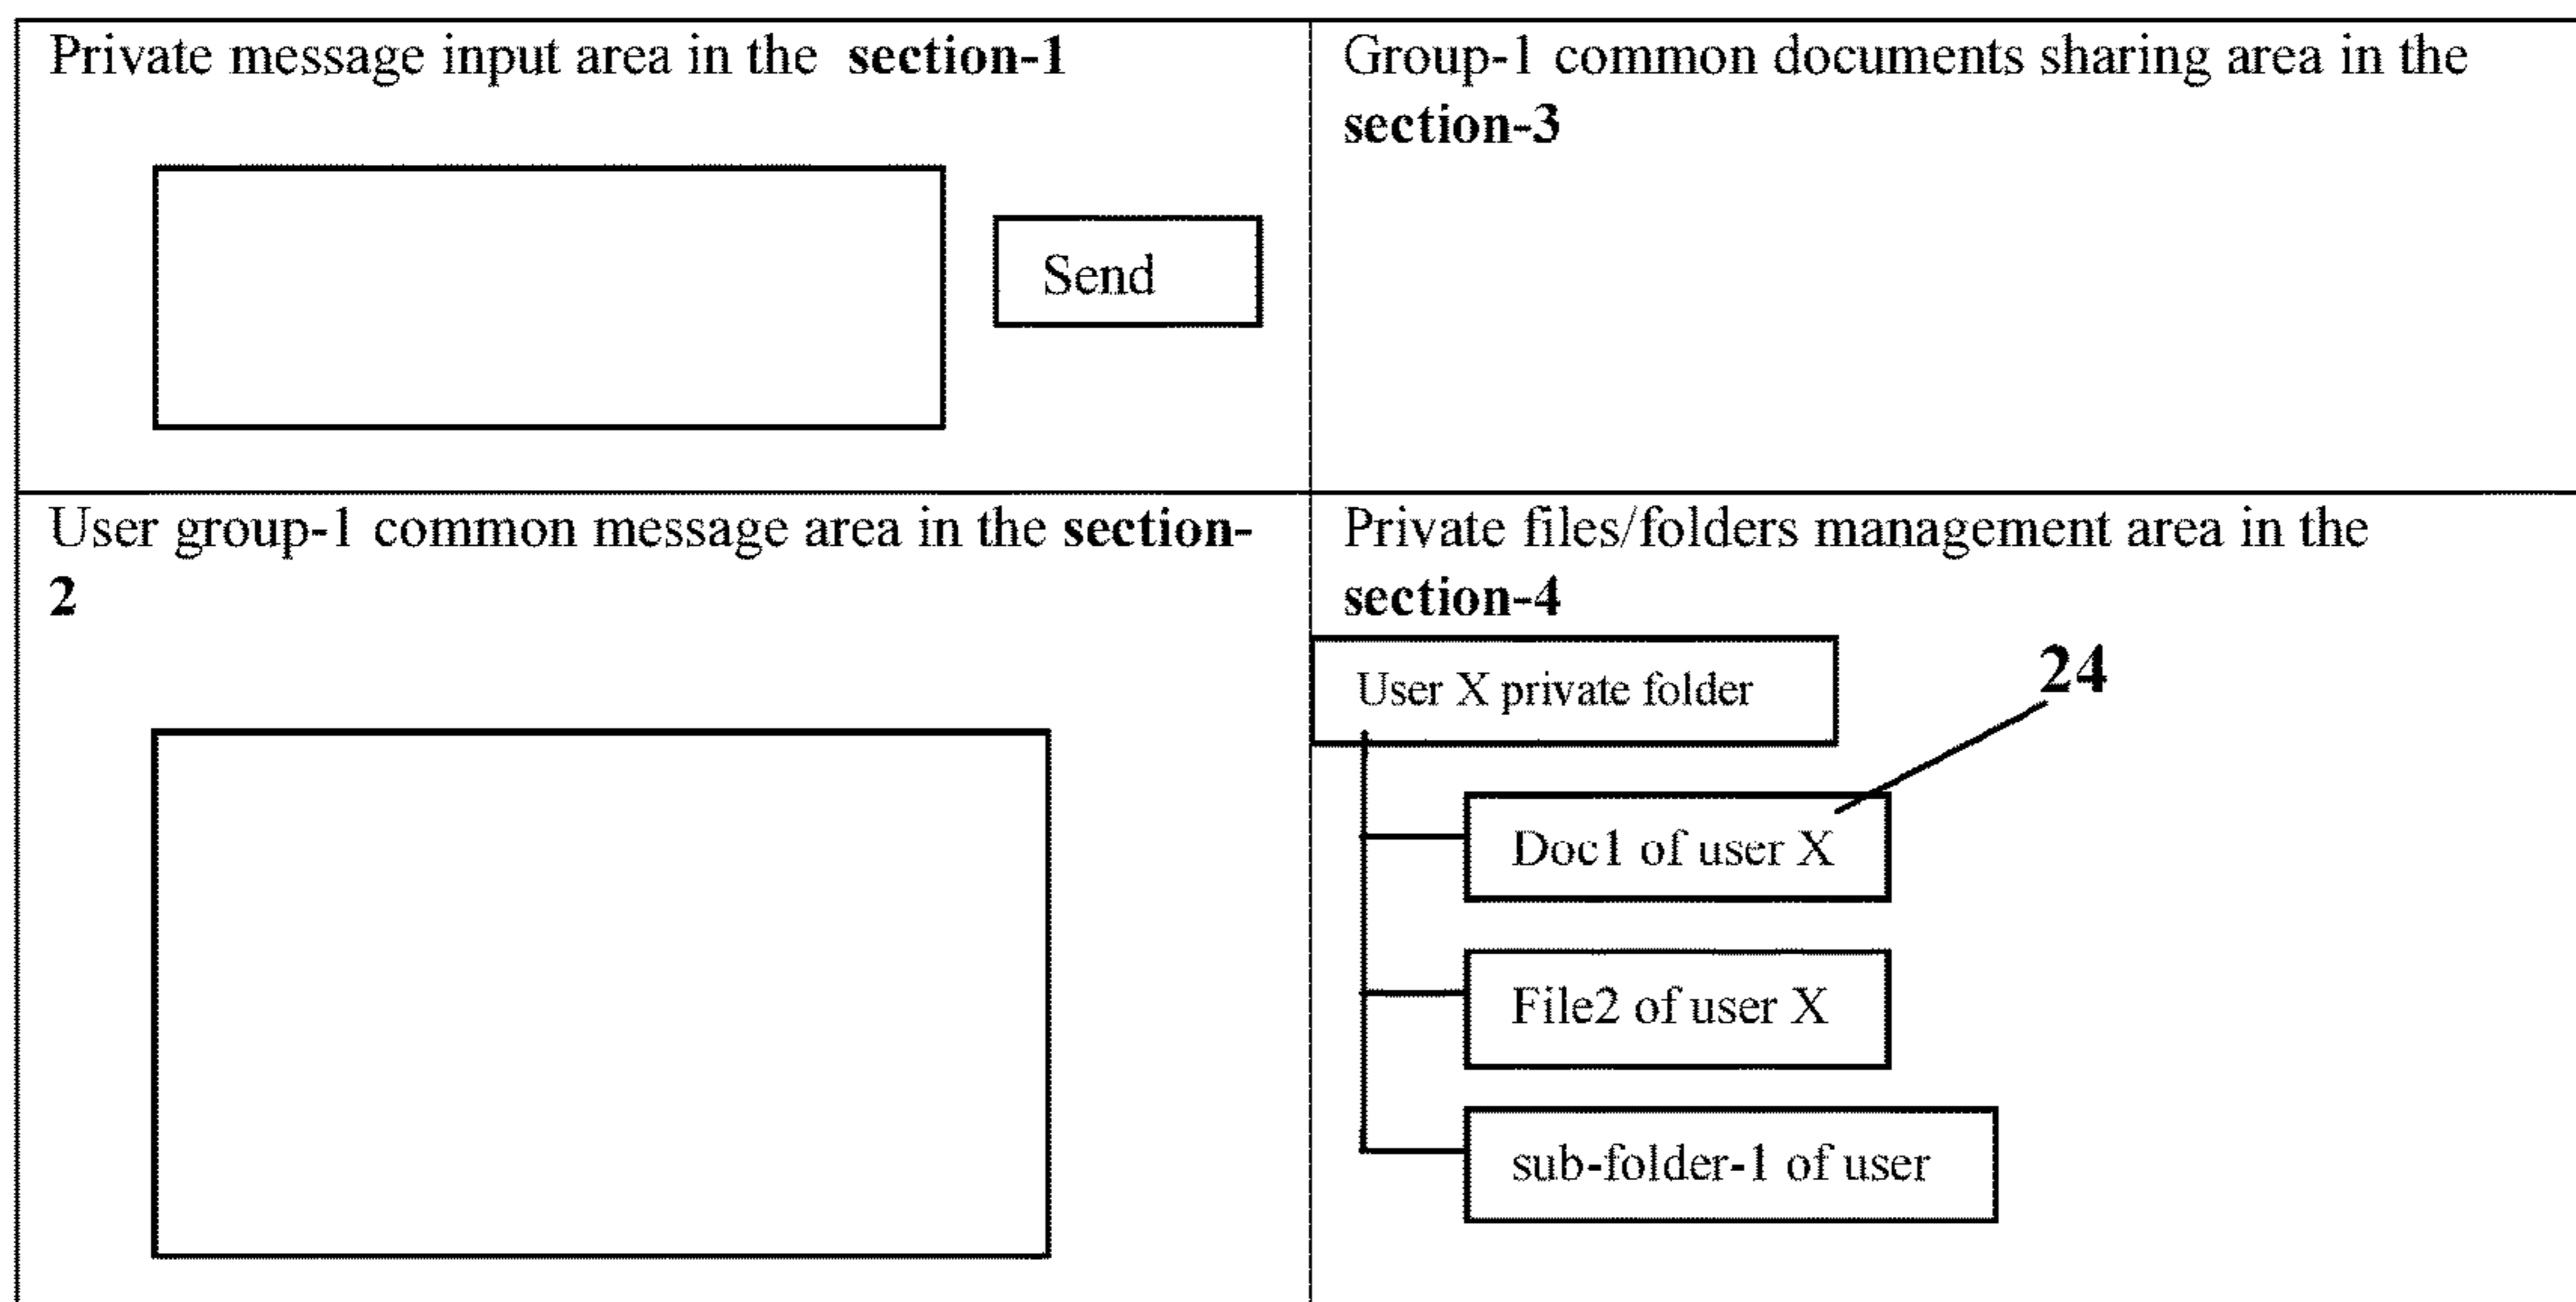 Private message input area in the section-1
Send
Group-1 common documents sharing area in the
section-3
User group-1 common message area in the section-
2
Private files/folders management area in the
section-4
User X private folder
24
Doc1 of user X
File2 of user X
sub-folder-1 of user